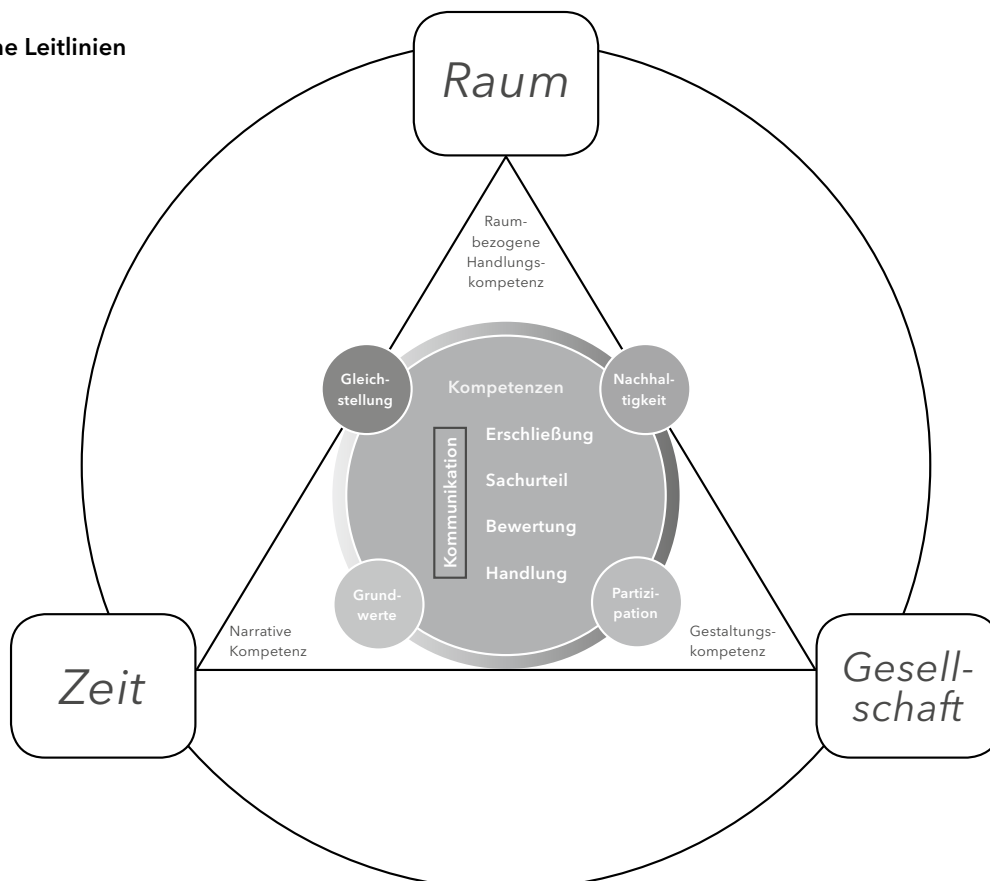 ne Leitlinien
Raum
Raum-
bezogene
Handlungs-
kompetenz
Gleich-
stellung
Kompetenzen
Nachhal-
tigkeit
Kommunikation
Erschließung
Sachurteil
Bewertung
Handlung
Grund-
werte
Partizi-
pation
Narrative
Kompetenz
Gestaltungs-
kompetenz
Zeit
Gesell-
schaft